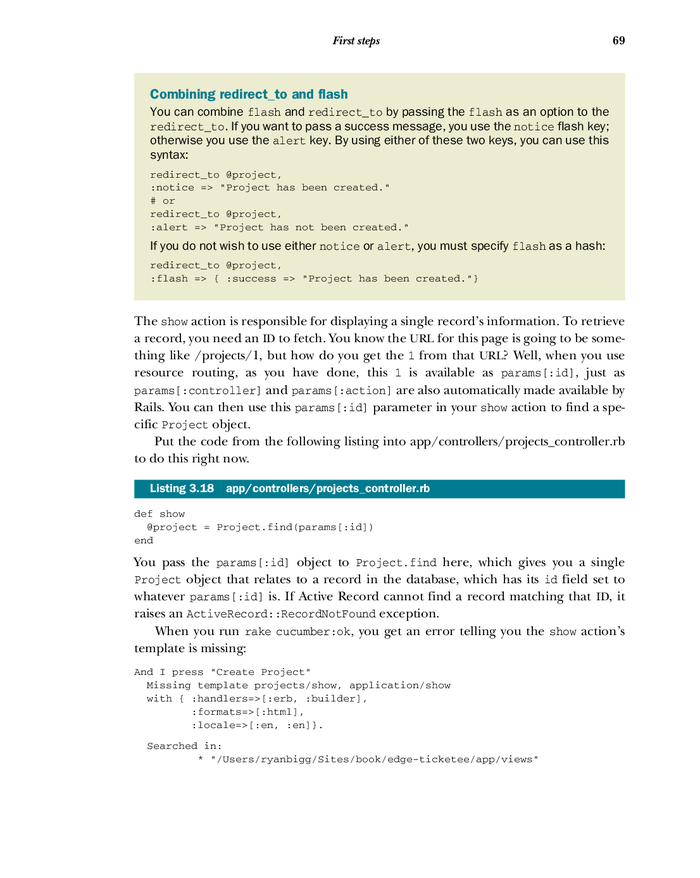 First steps 69
Combining redirect_to and flash
You can combine flash and redirect_to by passing the flash as an option to the
redirect_to. If you want to pass a success message, you use the notice flash key;
otherwise you use the alert key. By using either of these two keys, you can use this
syntax:
redirect_to @project,
:notice => "Project has been created."
# or
redirect_to @project,
:alert => "Project has not been created."
If you do not wish to use either notice or alert, you must specify flash as a hash:
redirect_to @project,
:flash => { :success => "Project has been created."}
The show action is responsible for displaying a single record's information. To retrieve
a record, you need an ID to fetch. You know the URL for this page is going to be some-
thing like /projects/1, but how do you get the 1 from that URL? Well, when you use
resource routing, as you have done, this 1 is available as params[:id], just as
params[:controller] and params[:action] are also automatically made available by
Rails. You can then use this params[:id] parameter in your show action to find a spe-
cific Project object.
Put the code from the following listing into app/controllers/projects_controller.rb
to do this right now.
Listing 3.18 app/controllers/projects_controller.rb
def show
  @project = Project.find(params[:id])
end
You pass the params[:id] object to Project.find here, which gives you a single
Project object that relates to a record in the database, which has its id field set to
whatever params[:id] is. If Active Record cannot find a record matching that ID, it
raises an ActiveRecord::RecordNotFound exception.
When you run rake cucumber:ok, you get an error telling you the show action's
template is missing:
And I press "Create Project"
  Missing template projects/show, application/show
  with { :handlers=>[:erb, :builder],
         :formats=>[:html],
         :locale=>[:en, :en]}.
  Searched in:
          * "/Users/ryanbigg/Sites/book/edge-ticketee/app/views"